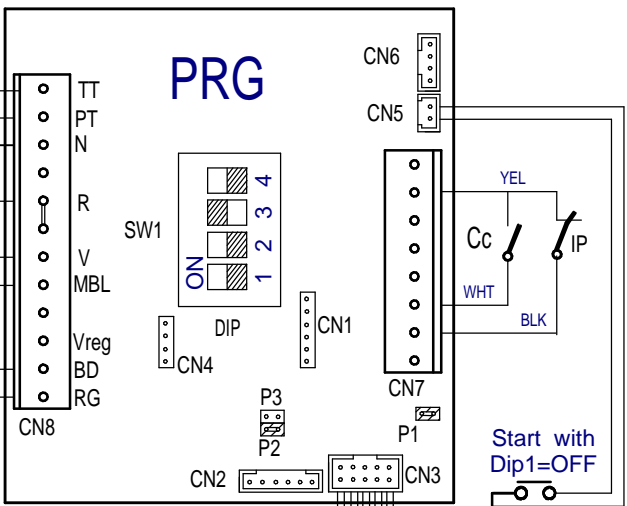 PRG
CN6
CN5
TT
PT
N
R
V
MBL
Vreg
BD
RG
CN8
SW1
ON
1
2
3
4
DIP
CN4
CN1
P3
P2
CN2
CN3
P1
CN7
YEL
Cc
IP
WHT
BLK
Start with
Dip1=OFF